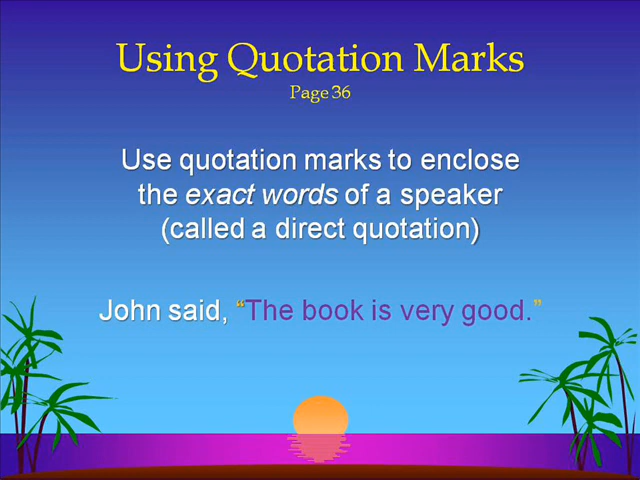 Using Quotation Marks
Page 36
Use quotation marks to enclose
the exact words of a speaker
(called a direct quotation)
John said, “The book is very good.”